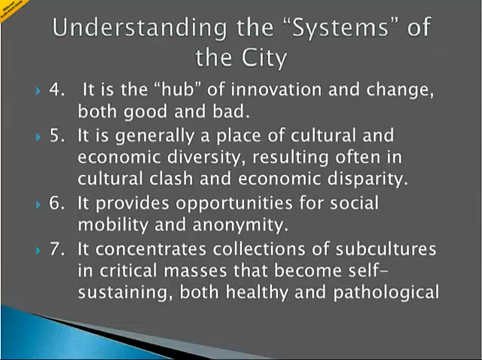 Understanding the “Systems” of
the City
4. It is the “hub” of innovation and change,
both good and bad.
5. It is generally a place of cultural and
economic diversity, resulting often in
cultural clash and economic disparity.
6. It provides opportunities for social
mobility and anonymity.
7. It concentrates collections of subcultures
in critical masses that become self-
sustaining, both healthy and pathological